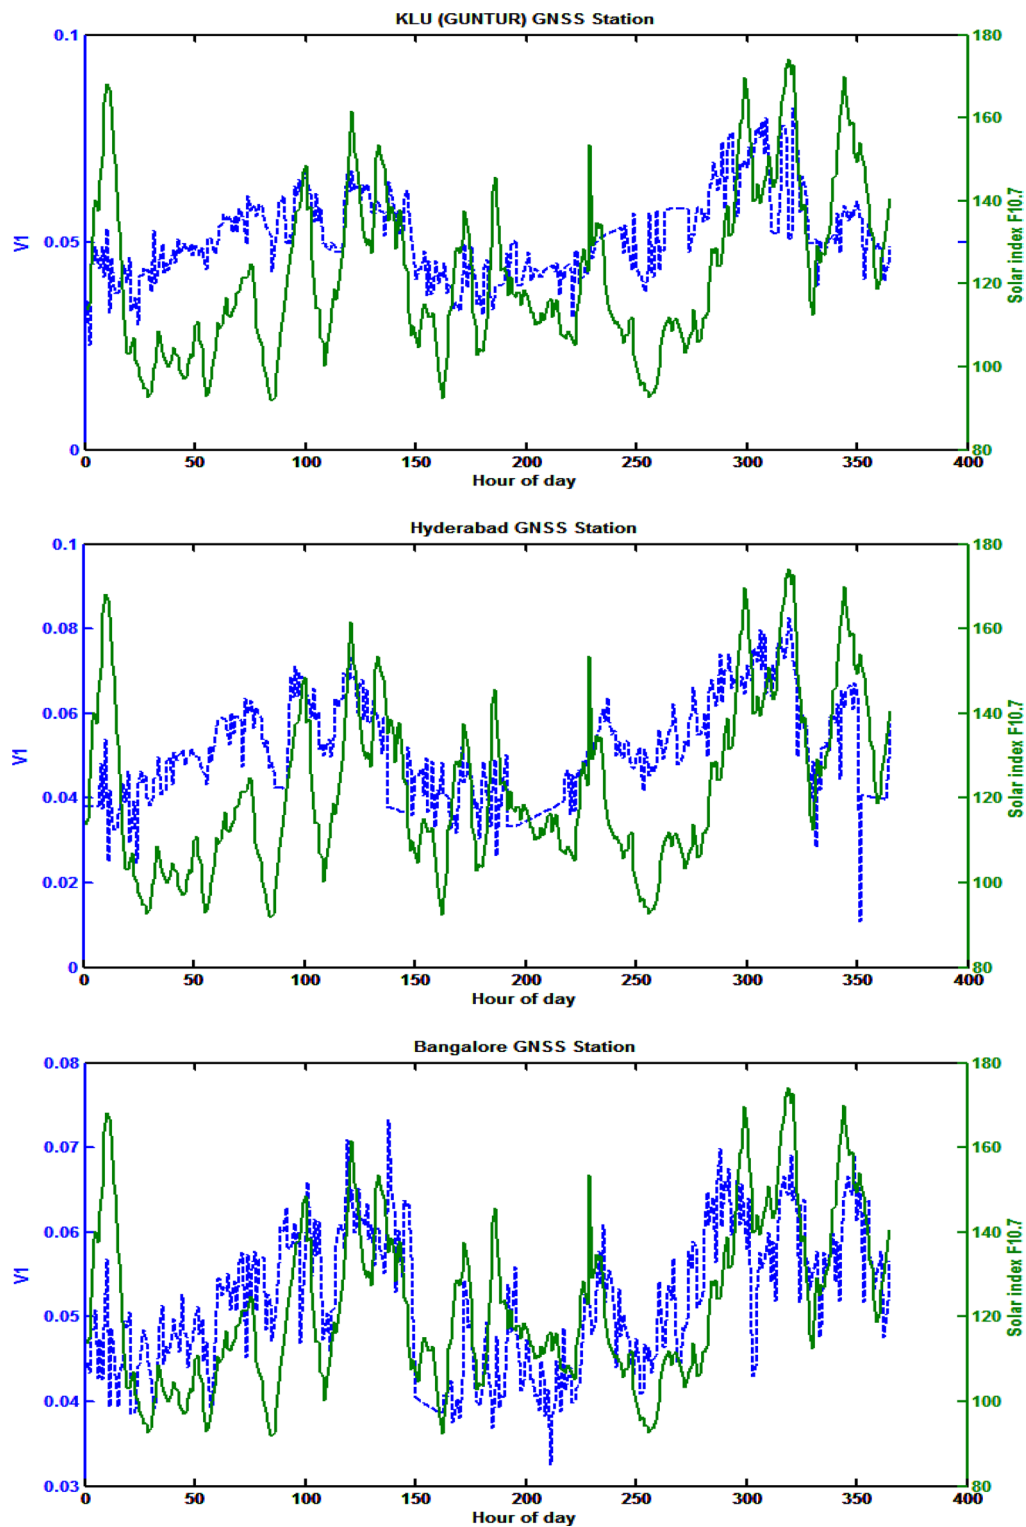 KLU (GUNTUR) GNSS Station
0.1
0.05
0
V1
180
160
140
120
100
80
Solar index F10.7
0 50 100 150 200 250 300 350 400
Hour of day
Hyderabad GNSS Station
0.1
0.08
0.06
0.04
0.02
0
V1
180
160
140
120
100
80
Solar index F10.7
0 50 100 150 200 250 300 350 400
Hour of day
Bangalore GNSS Station
0.08
0.07
0.06
0.05
0.04
0.03
V1
180
160
140
120
100
80
Solar index F10.7
0 50 100 150 200 250 300 350 400
Hour of day